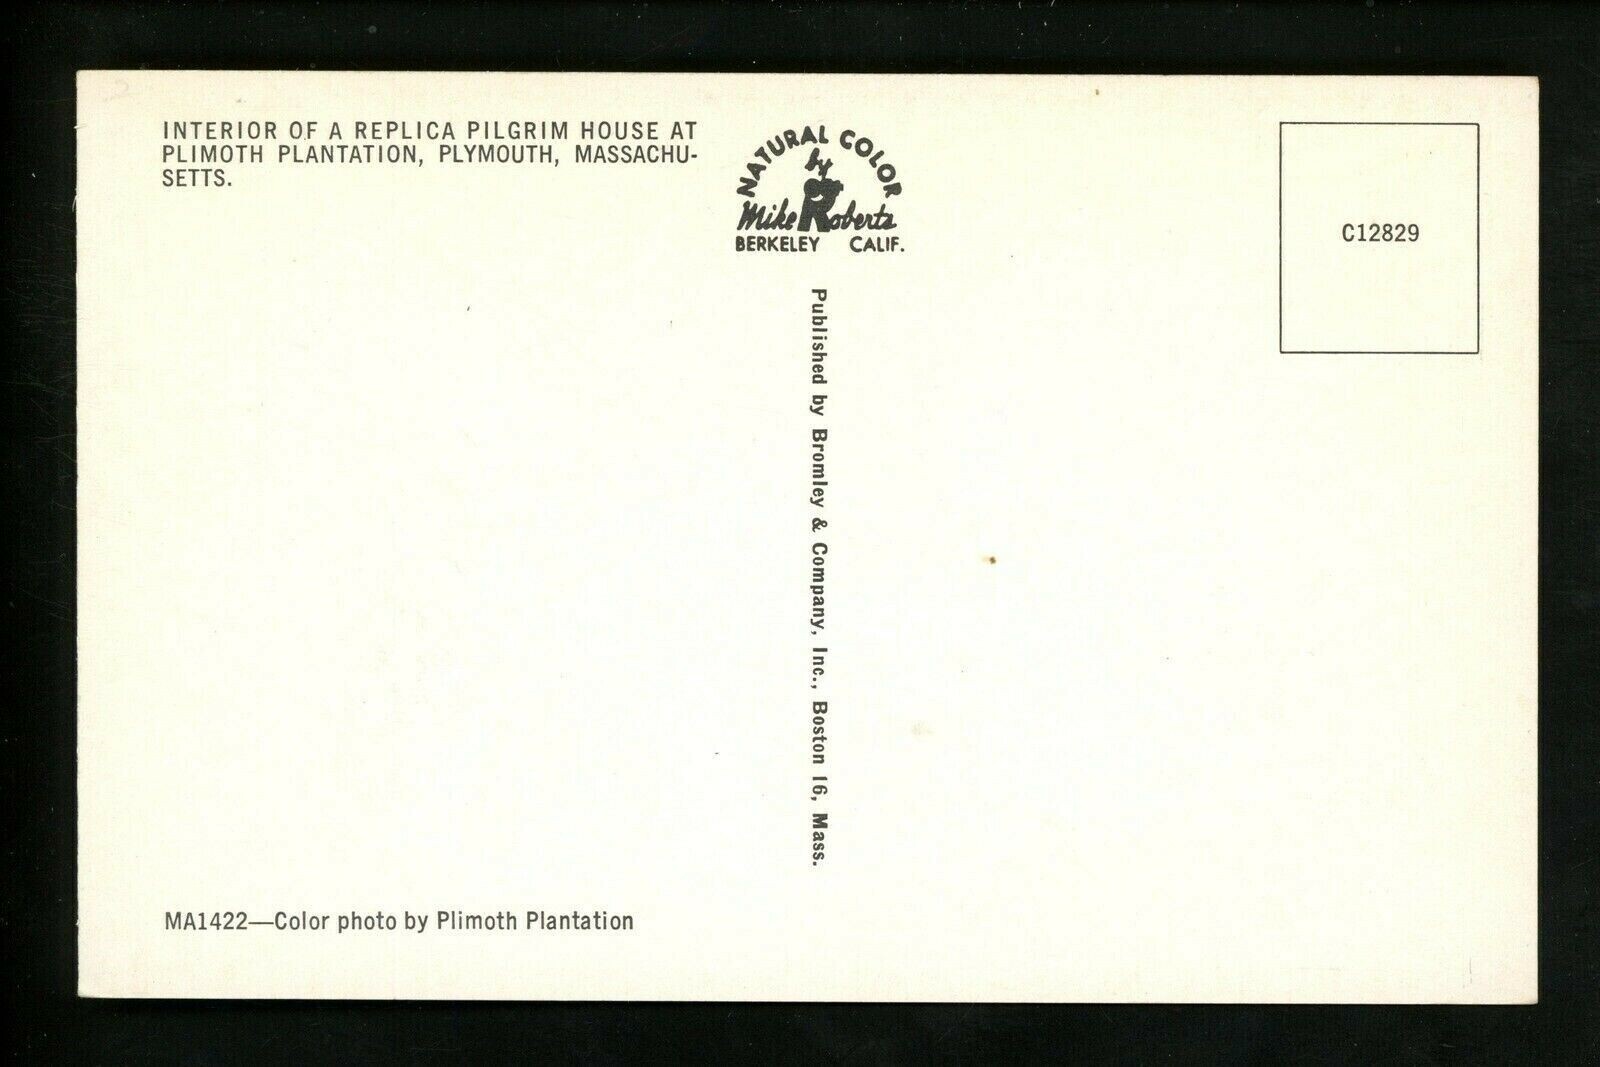 INTERIOR OF A REPLICA PILGRIM HOUSE AT
PLIMOTH PLANTATION, PLYMOUTH, MASSACHU-
SETTS.
NATURAL COLOR
by
Mike Roberts
BERKELEY CALIF.
C12829
Published by Bromley & Company, Inc., Boston 16, Mass.
MA1422—Color photo by Plimoth Plantation